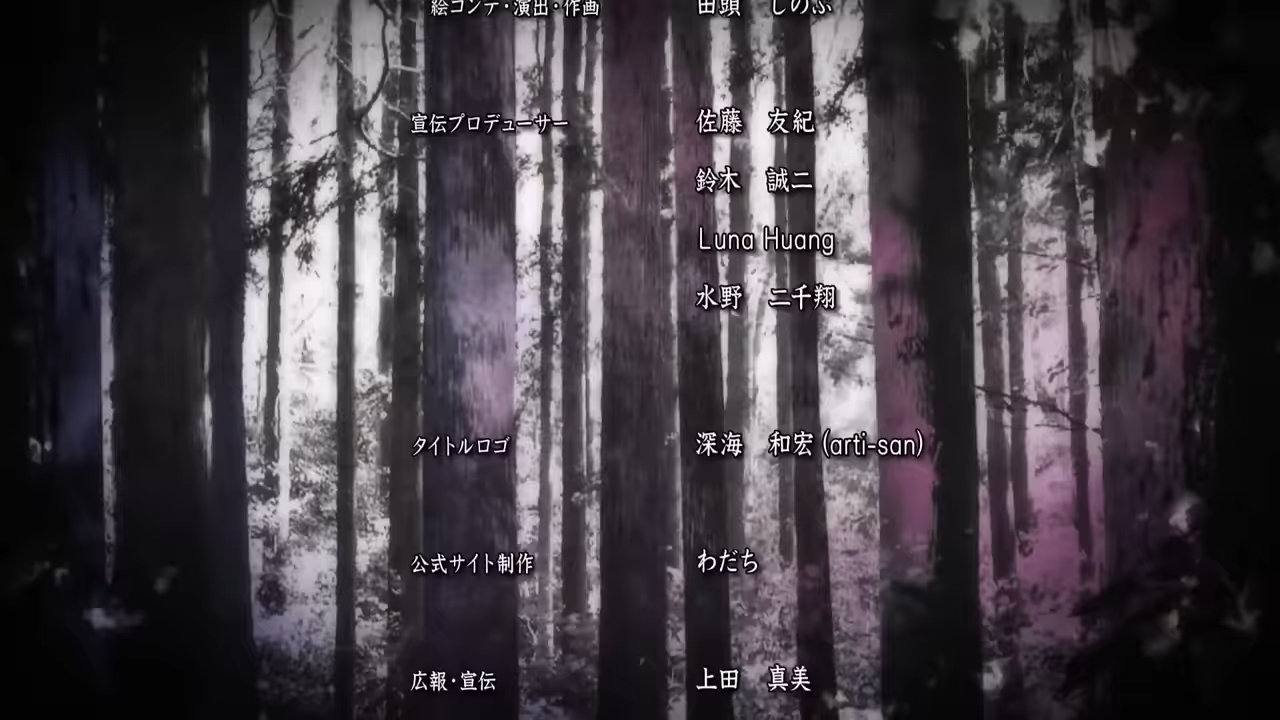 絵コンテ・演出・作画　田頭　しのぶ
宣伝プロデューサー　佐藤　友紀
鈴木　誠二
Luna Huang
水野　二千翔
タイトルロゴ　深海　和宏 (arti-san)
公式サイト制作　わだち
広報・宣伝　上田　真美